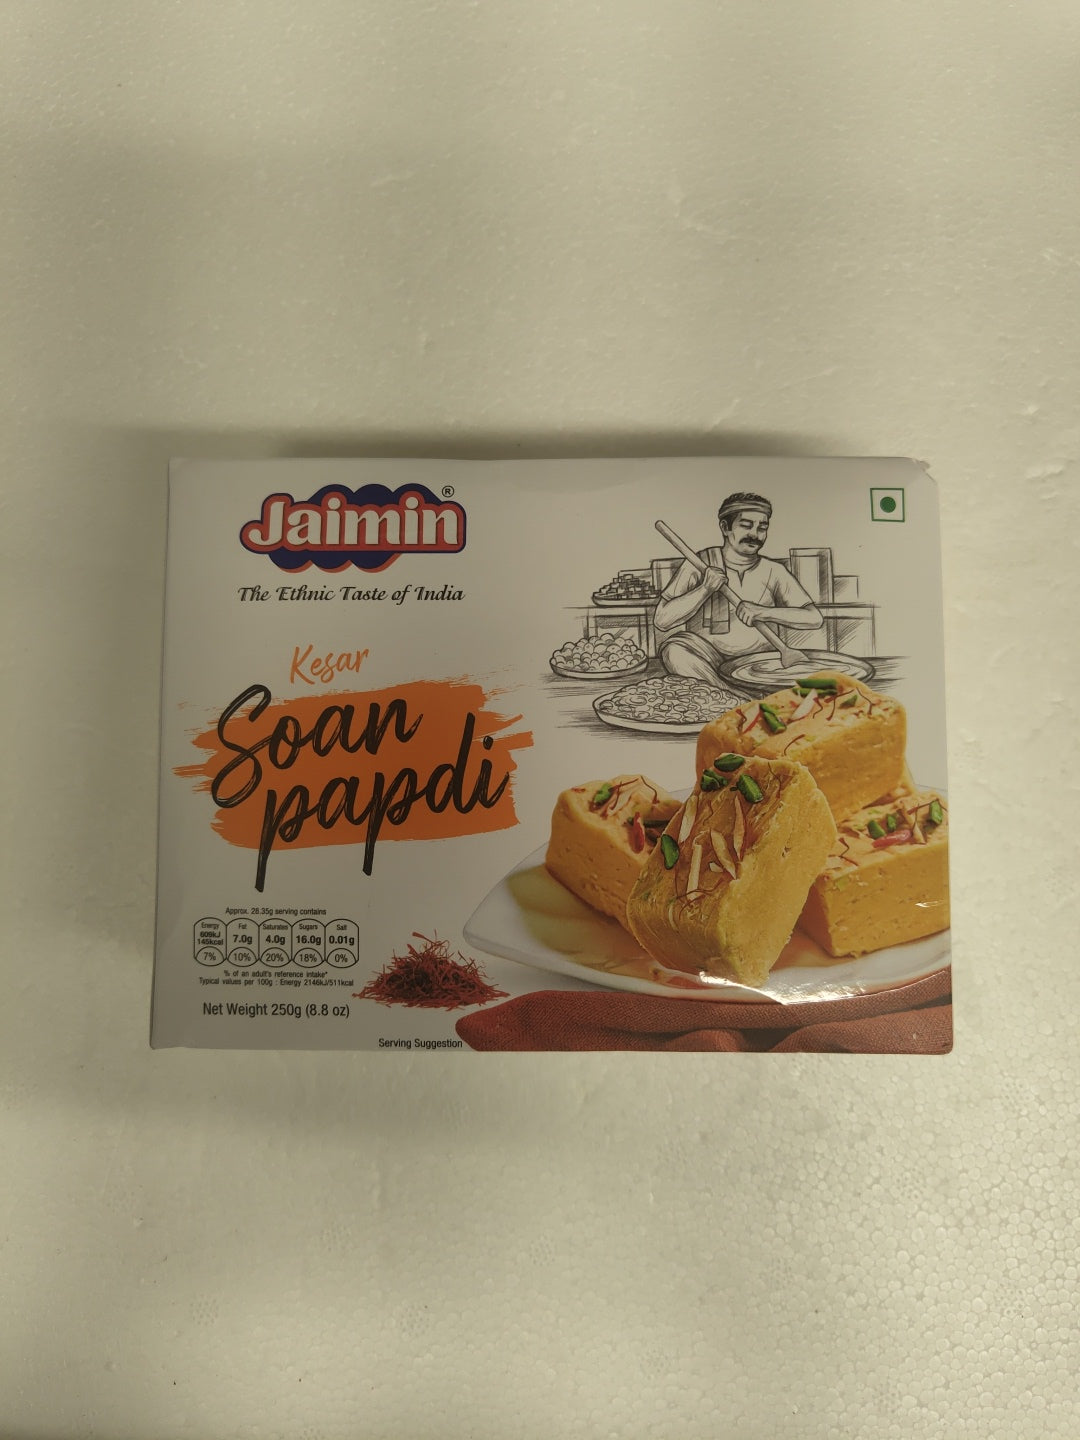 Jaimin®
The Ethnic Taste of India
Kesar
Soan
papdi
Approx. 28.35g serving contains
Energy Fat Saturates Sugars Salt
609kJ
145kcal 7.0g 4.0g 16.0g 0.01g
7% 10% 20% 18% 0%
% of an adult's reference intake*
Typical values per 100g : Energy 2146kJ/511kcal
Net Weight 250g (8.8 oz)
Serving Suggestion